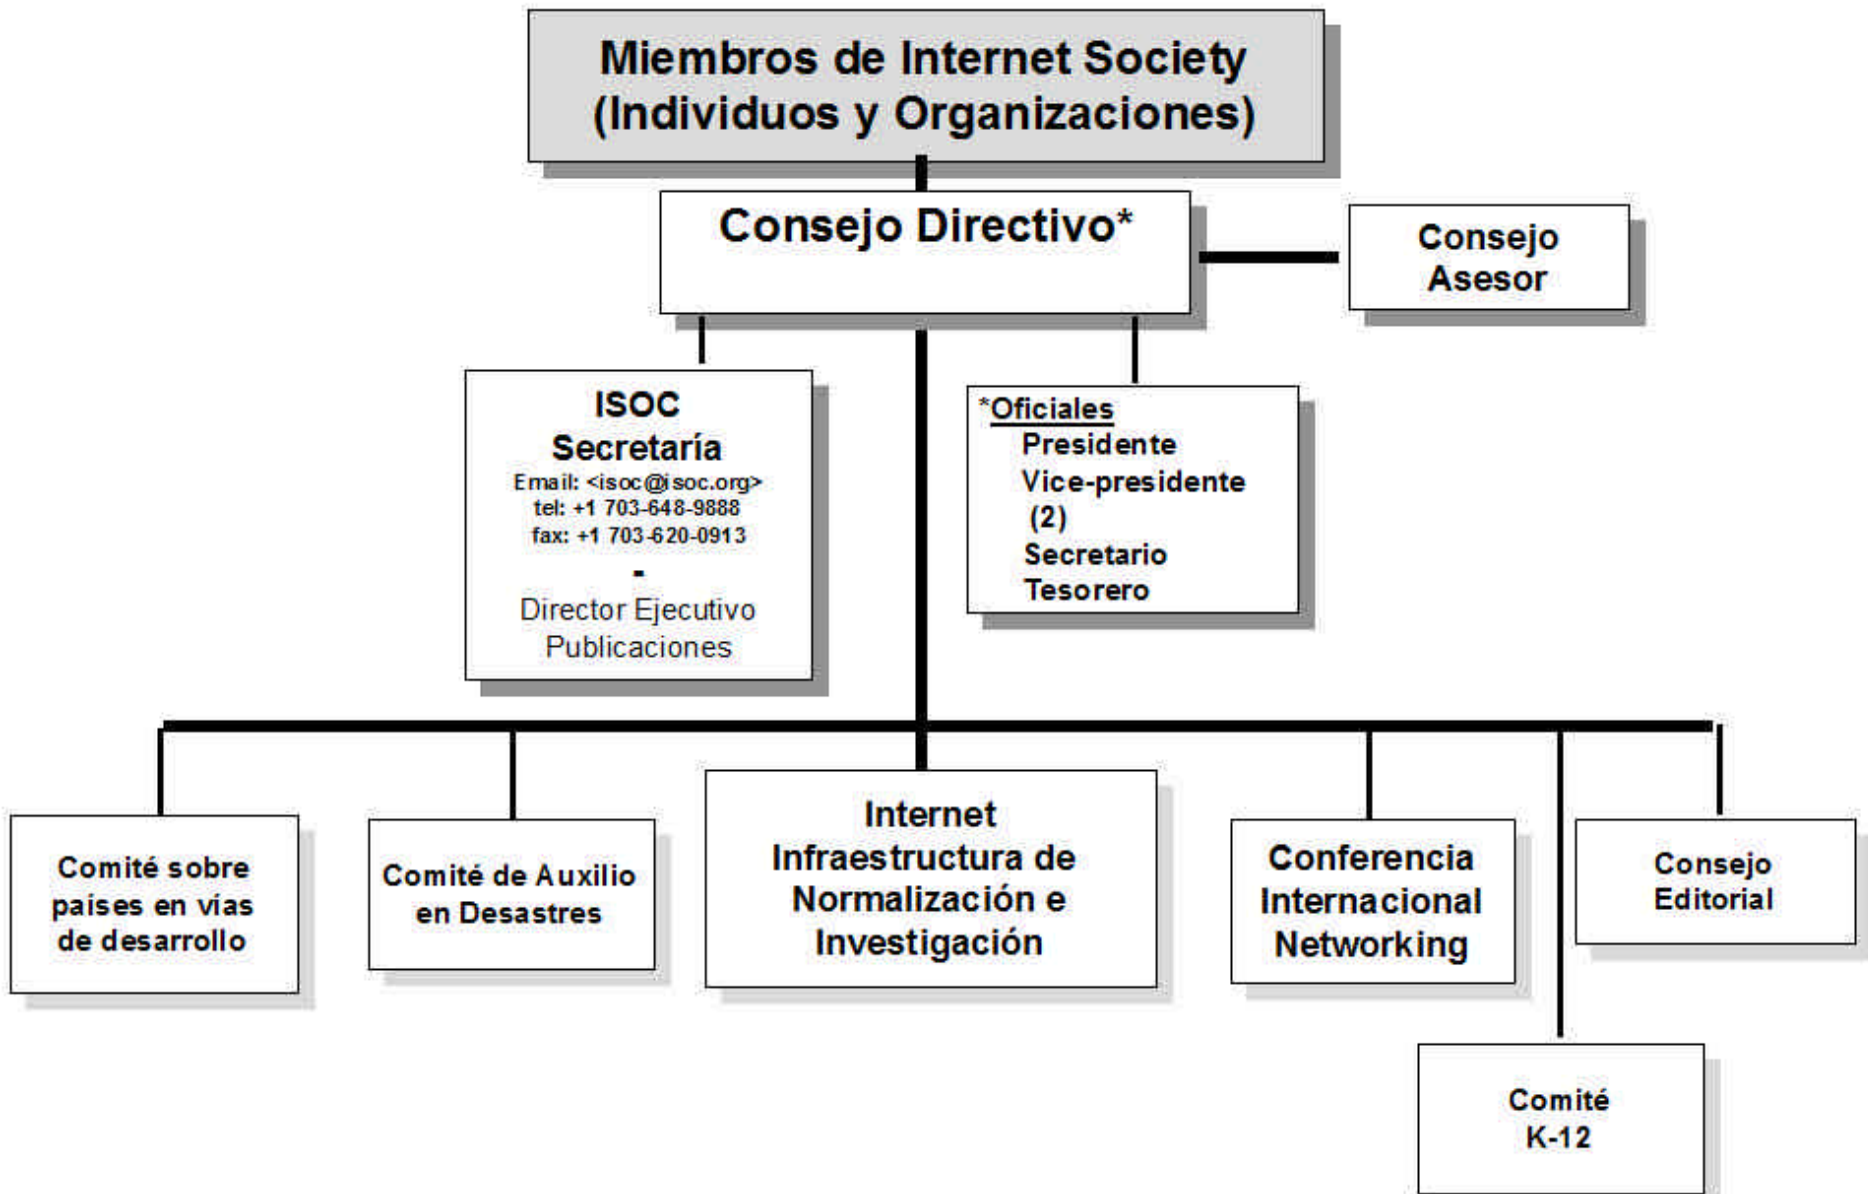 Miembros de Internet Society
(Individuos y Organizaciones)
Consejo Directivo*
Consejo
Asesor
ISOC
Secretaría
Email: <isoc@isoc.org>
tel: +1 703-648-9888
fax: +1 703-620-0913
-
Director Ejecutivo
Publicaciones
*Oficiales
Presidente
Vice-presidente
(2)
Secretario
Tesorero
Comité sobre
paises en vías
de desarrollo
Comité de Auxilio
en Desastres
Internet
Infraestructura de
Normalización e
Investigación
Conferencia
Internacional
Networking
Consejo
Editorial
Comité
K-12